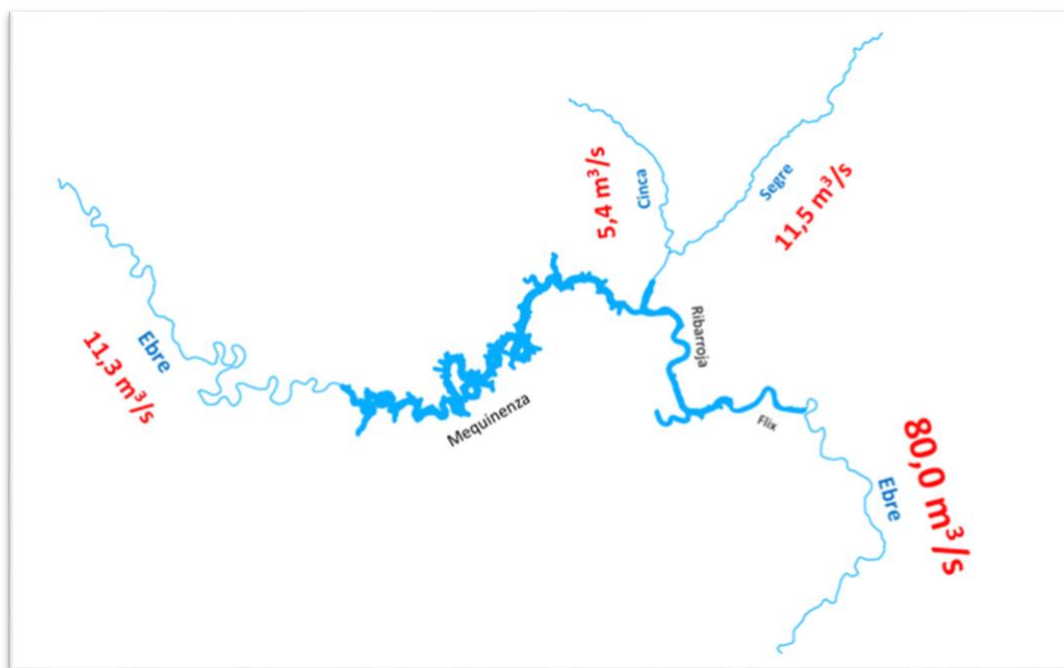 5,4 m³/s
Cinca
Segre
11,5 m³/s
Ebre
11,3 m³/s
Mequinenza
Ribarroja
Flix
Ebre
80,0 m³/s